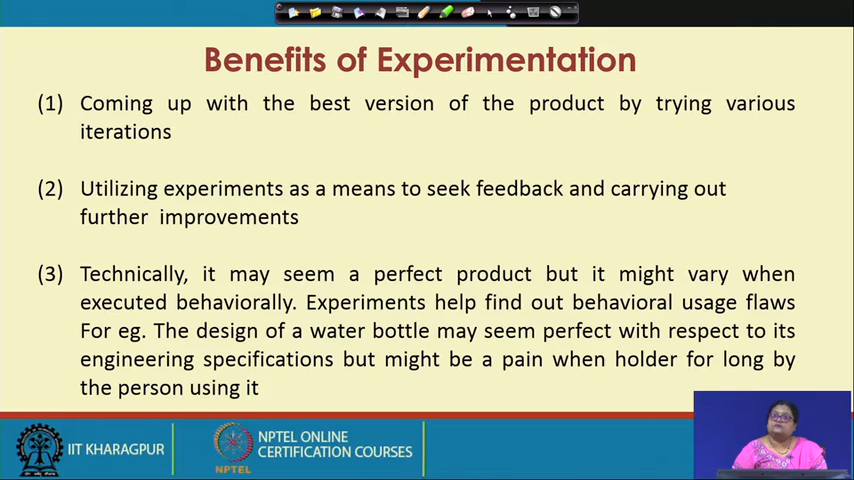 Benefits of Experimentation
(1) Coming up with the best version of the product by trying various
iterations
(2) Utilizing experiments as a means to seek feedback and carrying out
further improvements
(3) Technically, it may seem a perfect product but it might vary when
executed behaviorally. Experiments help find out behavioral usage flaws
For eg. The design of a water bottle may seem perfect with respect to its
engineering specifications but might be a pain when holder for long by
the person using it
IIT KHARAGPUR
NPTEL
NPTEL ONLINE
CERTIFICATION COURSES